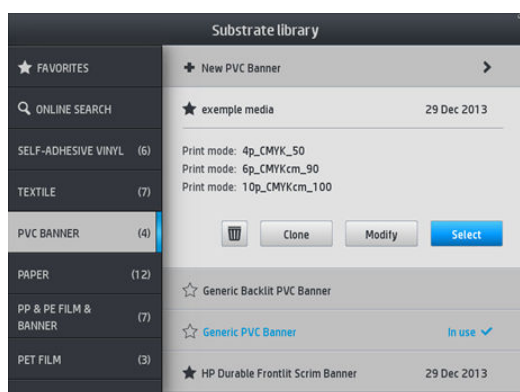 Substrate library
FAVORITES
ONLINE SEARCH
SELF-ADHESIVE VINYL (6)
TEXTILE (7)
PVC BANNER (4)
PAPER (12)
PP & PE FILM &
BANNER (7)
PET FILM (3)
New PVC Banner
exemple media 29 Dec 2013
Print mode: 4p_CMYK_50
Print mode: 6p_CMYKcm_90
Print mode: 10p_CMYKcm_100
Clone Modify Select
Generic Backlit PVC Banner
Generic PVC Banner In use
HP Durable Frontlit Scrim Banner 29 Dec 2013